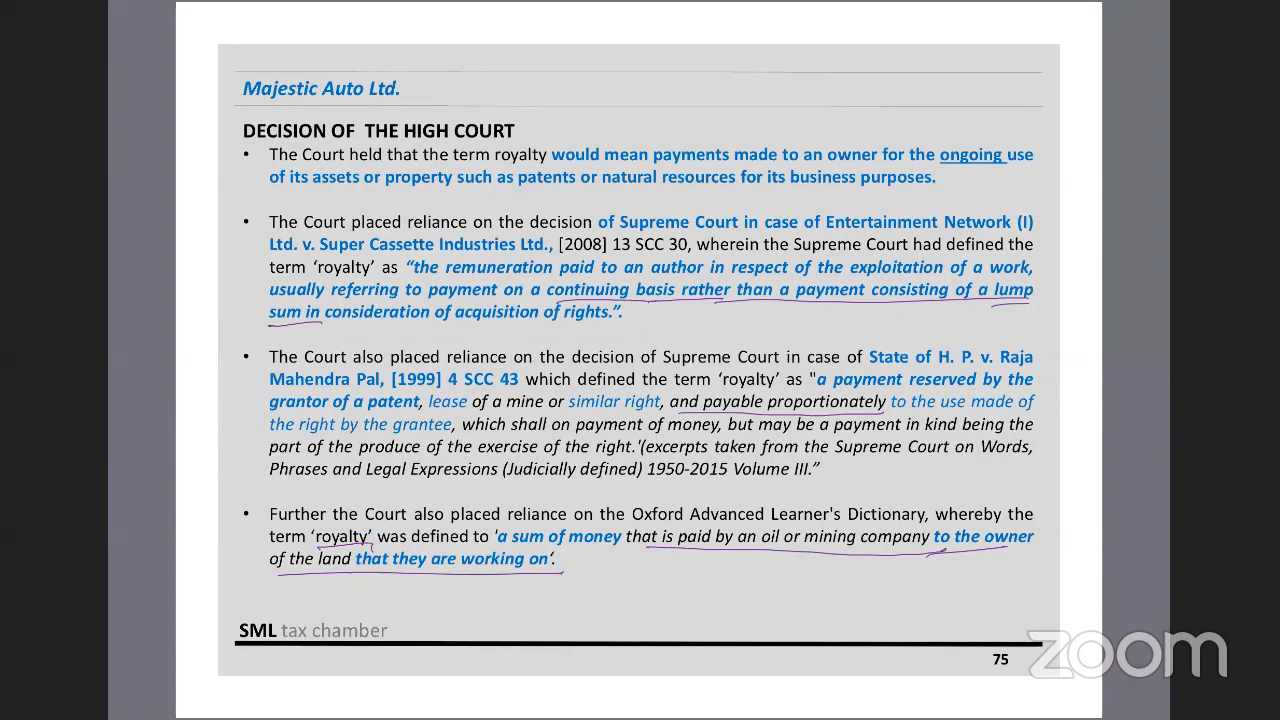 Majestic Auto Ltd.
DECISION OF THE HIGH COURT
• The Court held that the term royalty would mean payments made to an owner for the ongoing use
of its assets or property such as patents or natural resources for its business purposes.
• The Court placed reliance on the decision of Supreme Court in case of Entertainment Network (I)
Ltd. v. Super Cassette Industries Ltd., [2008] 13 SCC 30, wherein the Supreme Court had defined the
term ‘royalty’ as “the remuneration paid to an author in respect of the exploitation of a work,
usually referring to payment on a continuing basis rather than a payment consisting of a lump
sum in consideration of acquisition of rights.”.
• The Court also placed reliance on the decision of Supreme Court in case of State of H. P. v. Raja
Mahendra Pal, [1999] 4 SCC 43 which defined the term ‘royalty’ as "a payment reserved by the
grantor of a patent, lease of a mine or similar right, and payable proportionately to the use made of
the right by the grantee, which shall on payment of money, but may be a payment in kind being the
part of the produce of the exercise of the right.'(excerpts taken from the Supreme Court on Words,
Phrases and Legal Expressions (Judicially defined) 1950-2015 Volume III.”
• Further the Court also placed reliance on the Oxford Advanced Learner's Dictionary, whereby the
term ‘royalty’ was defined to 'a sum of money that is paid by an oil or mining company to the owner
of the land that they are working on‘.
SML tax chamber
75
zoom